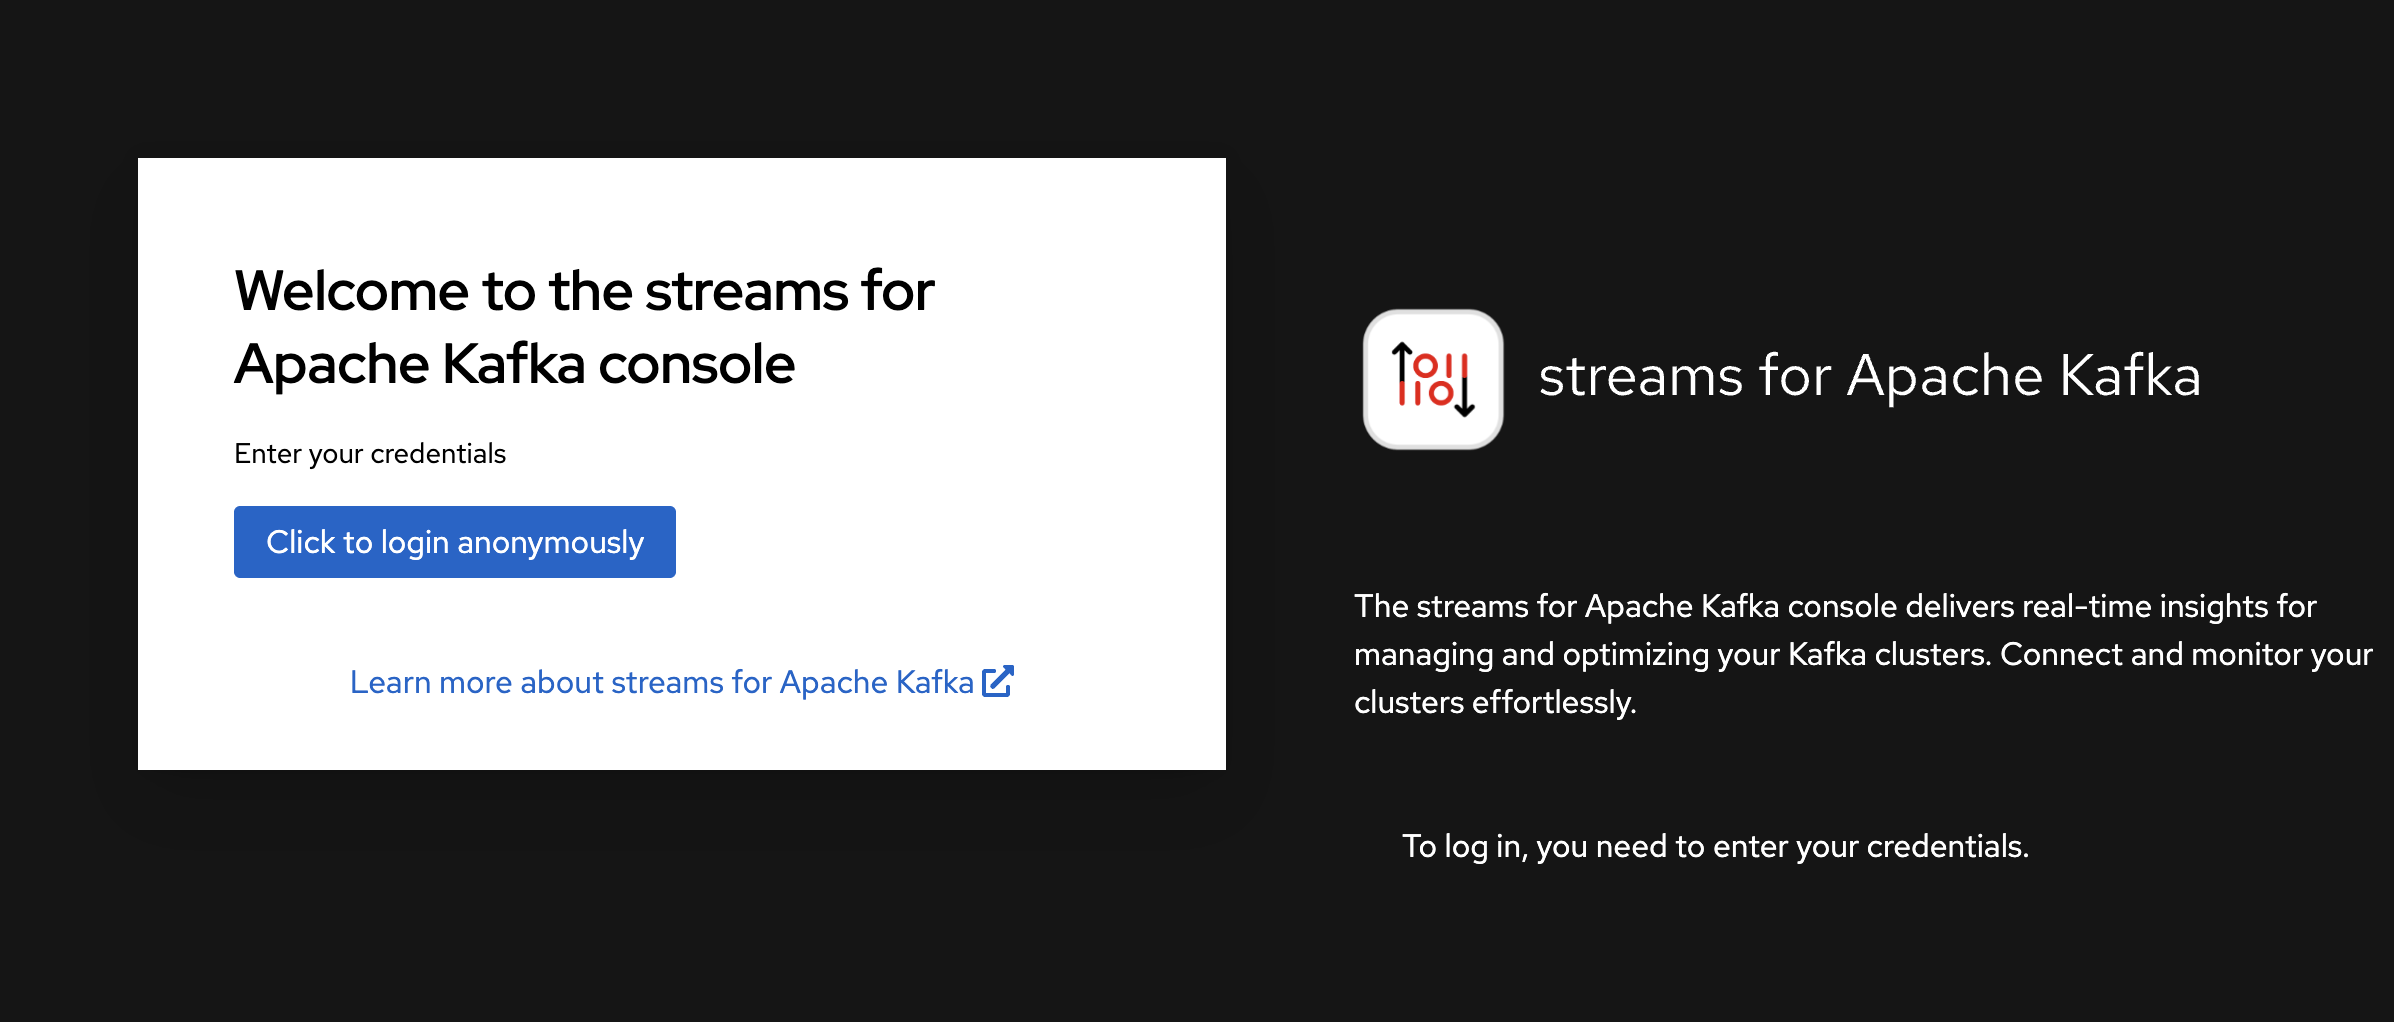 Welcome to the streams for
Apache Kafka console
Enter your credentials
Click to login anonymously
Learn more about streams for Apache Kafka
streams for Apache Kafka
The streams for Apache Kafka console delivers real-time insights for
managing and optimizing your Kafka clusters. Connect and monitor your
clusters effortlessly.
To log in, you need to enter your credentials.